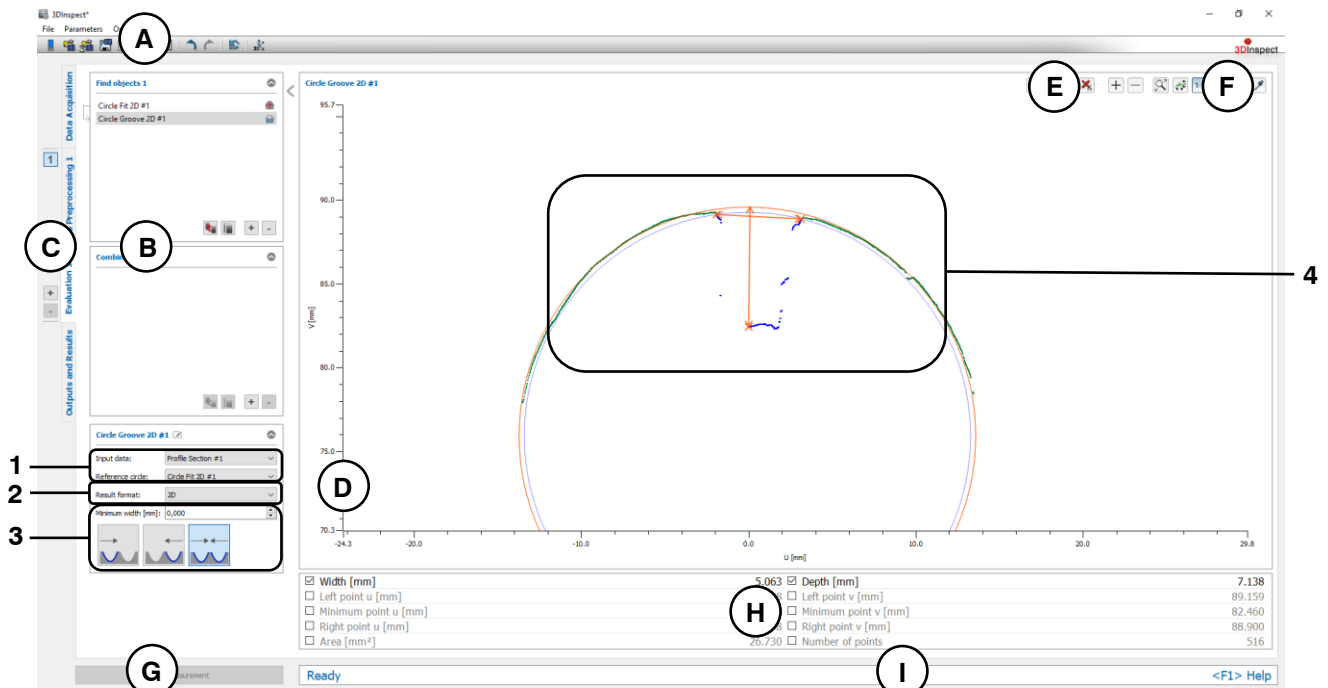 3DInspect*
File Parameters
A
3DInspect
Data Acquisition
Preprocessing 1
Evaluation
Outputs and Results
1
+
-
C
Find objects 1
Circle Fit 2D #1
Circle Groove 2D #1
+ -
B
+ -
Circle Groove 2D #1
1
Input data: Profile Section #1
Reference circle: Circle Fit 2D #1
2
Result format: 2D
3
Minimum width [mm]: 0,000
G
Circle Groove 2D #1
E
F
95.7
90.0
85.0
80.0
75.0
70.3
V [mm]
D
4
-24.3 -20.0 -10.0 0.0 10.0 20.0 29.8
U [mm]
Width [mm] 5.063 Depth [mm] 7.138
Left point u [mm] Left point v [mm] 89.159
Minimum point u [mm] Minimum point v [mm] 82.460
H
Right point u [mm] Right point v [mm] 88.900
Area [mm²] 26.730 Number of points 516
Ready
I
<F1> Help